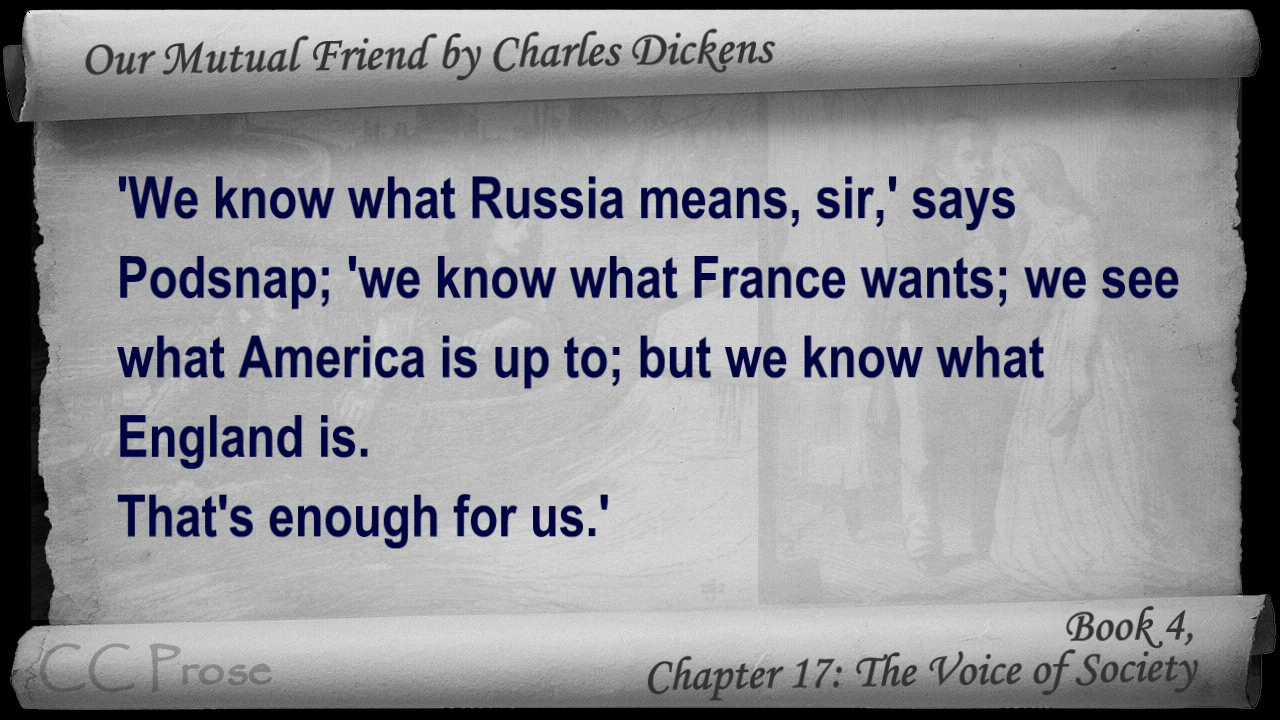 Our Mutual Friend by Charles Dickens
'We know what Russia means, sir,' says
Podsnap; 'we know what France wants; we see
what America is up to; but we know what
England is.
That's enough for us.'
Book 4,
CC Prose
Chapter 17: The Voice of Society